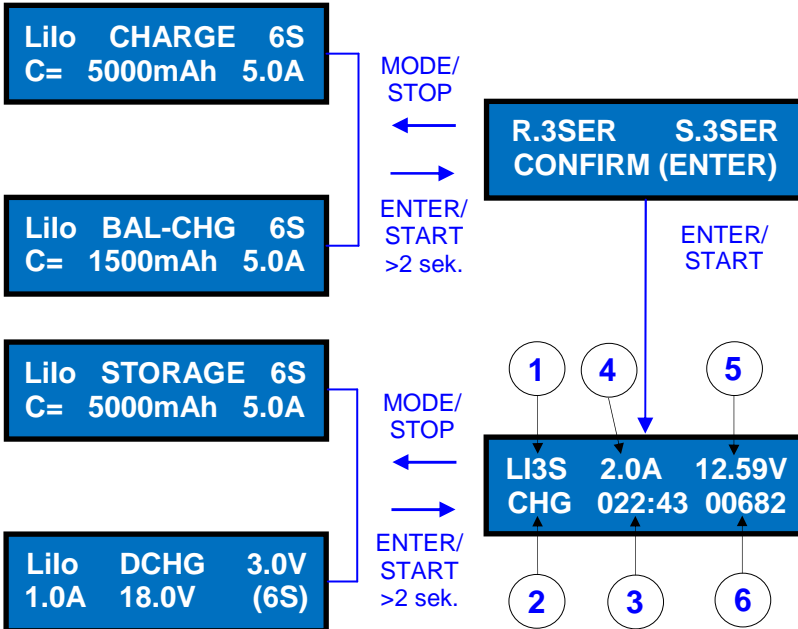 LiIo CHARGE 6S
C= 5000mAh 5.0A
MODE/
STOP
R.3SER S.3SER
CONFIRM (ENTER)
LiIo BAL-CHG 6S
C= 1500mAh 5.0A
ENTER/
START
>2 sek.
ENTER/
START
LiIo STORAGE 6S
C= 5000mAh 5.0A
1
4
5
MODE/
STOP
LI3S 2.0A 12.59V
CHG 022:43 00682
LiIo DCHG 3.0V
1.0A 18.0V (6S)
ENTER/
START
>2 sek.
2
3
6